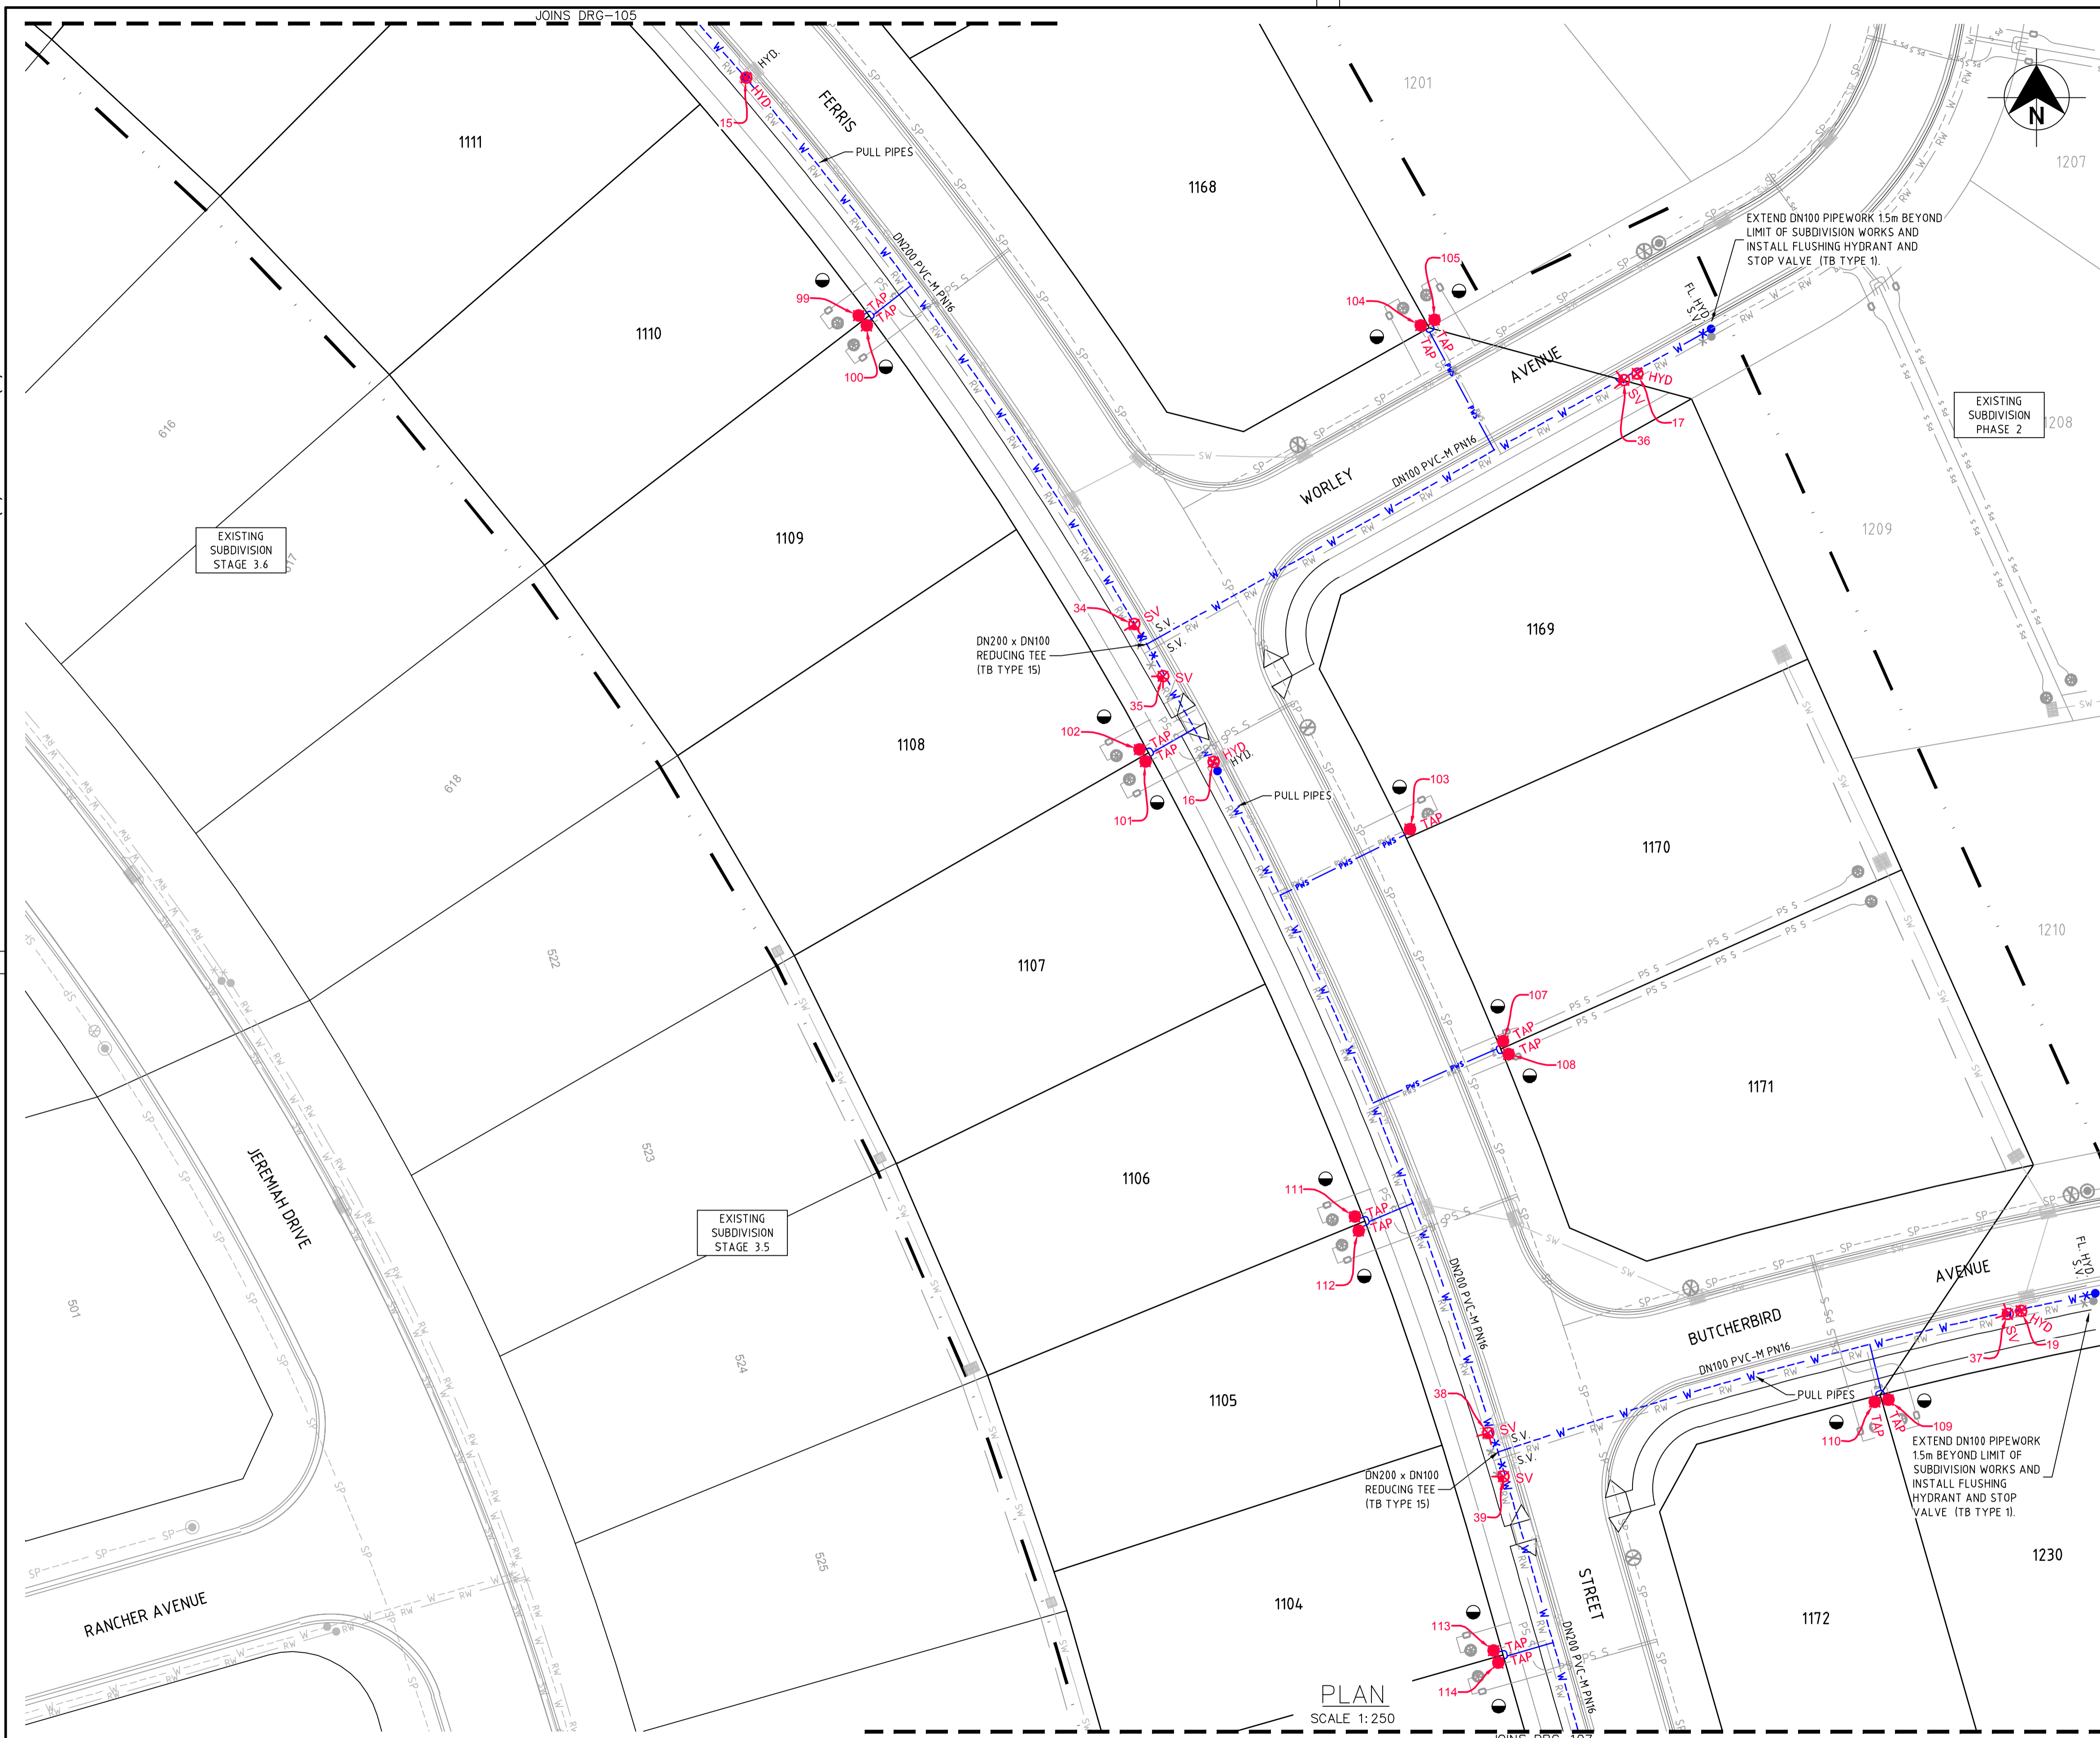 JOINS DRG-105
HYD.
HYD
15
FERRIS
PULL PIPES
1111
1168
1201
N
1207
EXTEND DN100 PIPEWORK 1.5m BEYOND
LIMIT OF SUBDIVISION WORKS AND
INSTALL FLUSHING HYDRANT AND
STOP VALVE (TB TYPE 1).
DN200 PVC-M PN16
99
TAP
TAP
100
1110
105
104
TAP
TAP
FL. HYD.
S.V.
AVENUE
HYD
SV
17
36
EXISTING
SUBDIVISION
PHASE 2
1208
616
DN100 PVC-M PN16
WORLEY
1109
EXISTING
SUBDIVISION
STAGE 3.6
617
1209
34
SV
S.V.
S.V.
DN200 x DN100
REDUCING TEE
(TB TYPE 15)
1169
SV
35
102
TAP
TAP
101
1108
HYD
HYD.
16
PULL PIPES
618
103
TAP
1170
1210
522
1107
107
TAP
TAP
108
1171
523
JEREMIAH DRIVE
1106
111
TAP
TAP
112
EXISTING
SUBDIVISION
STAGE 3.5
DN200 PVC-M PN16
AVENUE
FL. HYD.
S.V.
BUTCHERBIRD
HYD
SV
37
19
501
524
DN100 PVC-M PN16
PULL PIPES
1105
38
SV
S.V.
S.V.
TAP
TAP
109
110
EXTEND DN100 PIPEWORK
1.5m BEYOND LIMIT OF
SUBDIVISION WORKS AND
INSTALL FLUSHING
HYDRANT AND STOP
VALVE (TB TYPE 1).
DN200 x DN100
REDUCING TEE
(TB TYPE 15)
SV
39
525
1230
STREET
1104
1172
RANCHER AVENUE
113
TAP
TAP
114
DN200 PVC-M PN16
PLAN
SCALE 1:250
JOINS DRG-107